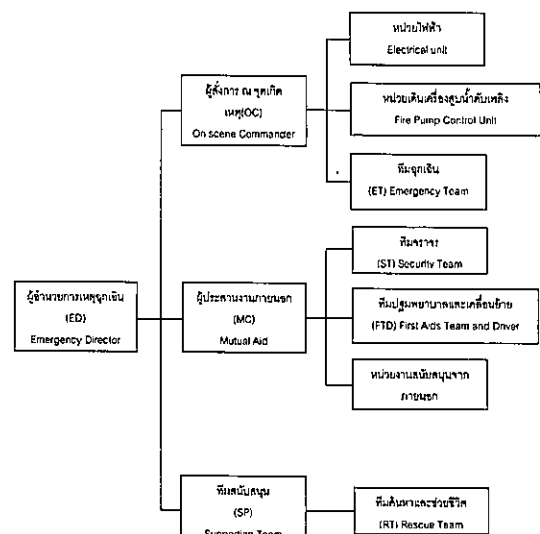 หน่วยไฟฟ้า
Electrical unit
ผู้สั่งการ ณ จุดเกิด
เหตุ(OC)
On scene Commander
หน่วยเดินเครื่องสูบน้ำดับเพลิง
Fire Pump Control Unit
ทีมฉุกเฉิน
(ET) Emergency Team
ทีมจราจร
(ST) Security Team
ผู้อำนวยการเหตุฉุกเฉิน
(ED)
Emergency Director
ผู้ประสานงานภายนอก
(MC)
Mutual Aid
ทีมปฐมพยาบาลและเคลื่อนย้าย
(FTD) First Aids Team and Driver
หน่วยงานสนับสนุนจาก
ภายนอก
ทีมสนับสนุน
(SP)
Team
ทีมค้นหาและช่วยชีวิต
(RT) Rescue Team